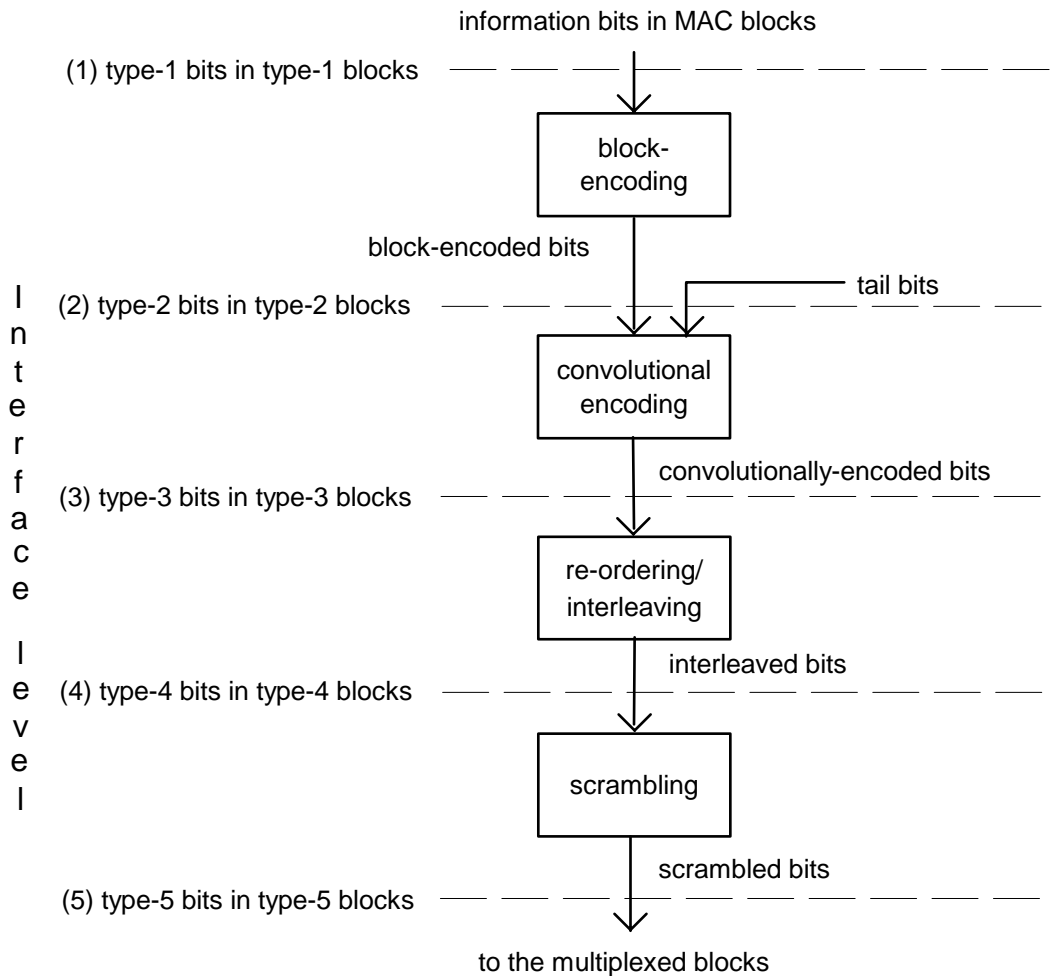 information bits in MAC blocks
(1) type-1 bits in type-1 blocks
block-
encoding
block-encoded bits
tail bits
(2) type-2 bits in type-2 blocks
convolutional
encoding
convolutionally-encoded bits
(3) type-3 bits in type-3 blocks
re-ordering/
interleaving
interleaved bits
(4) type-4 bits in type-4 blocks
scrambling
scrambled bits
(5) type-5 bits in type-5 blocks
to the multiplexed blocks
Interface level